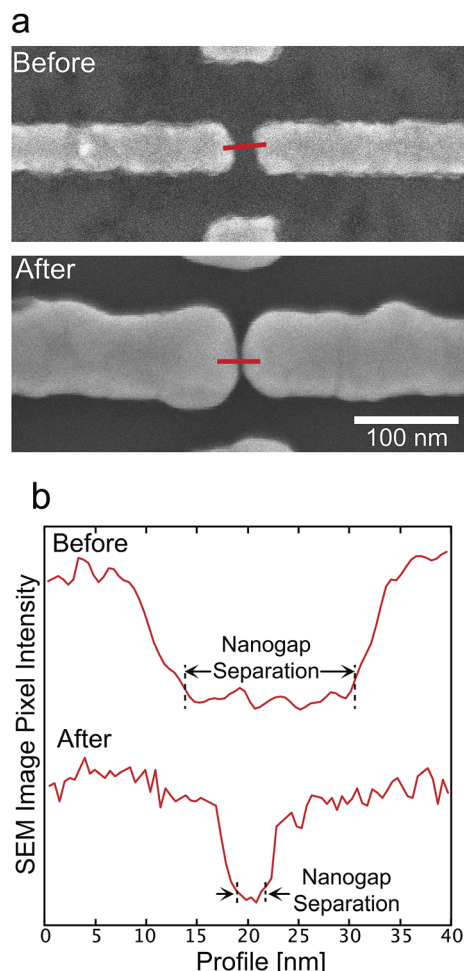 a
Before
After
100 nm
b
Before
Nanogap
Separation
After
Nanogap
Separation
SEM Image Pixel Intensity
0 5 10 15 20 25 30 35 40
Profile [nm]